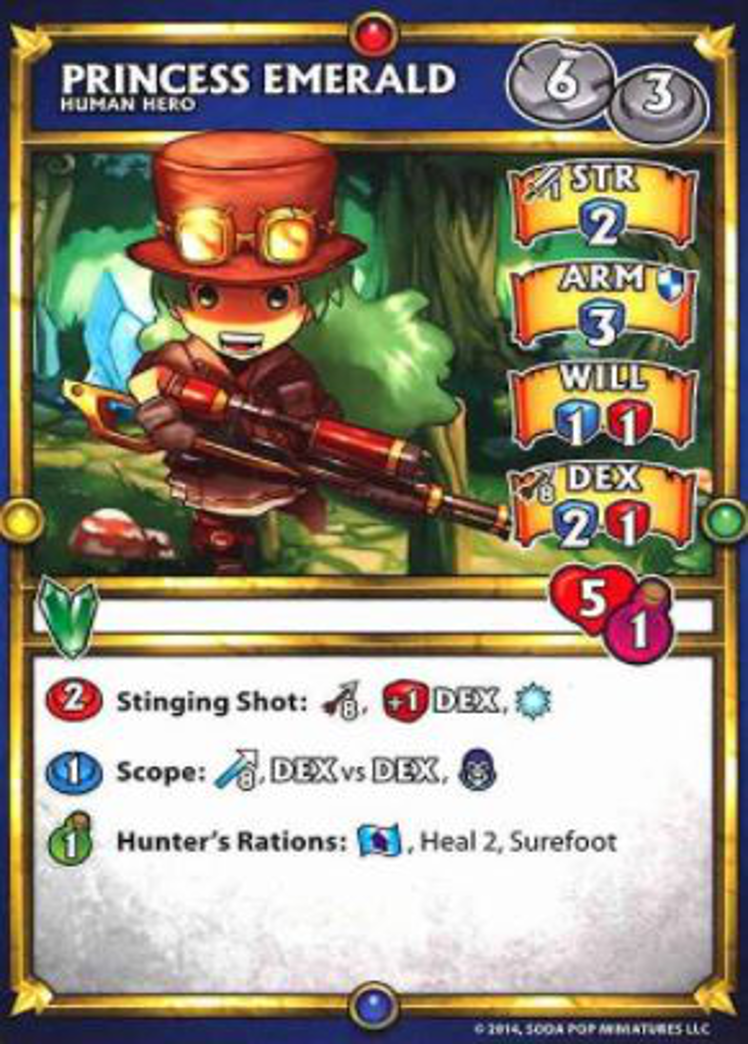 PRINCESS EMERALD
HUMAN HERO
6 3
1 STR
2
ARM
3
WILL
1 1
8 DEX
2 1
5 1
2 Stinging Shot: 8, +1 DEX,
1 Scope: 8, DEX vs DEX,
1 Hunter's Rations: , Heal 2, Surefoot
© 2014, SODA POP MINIATURES LLC